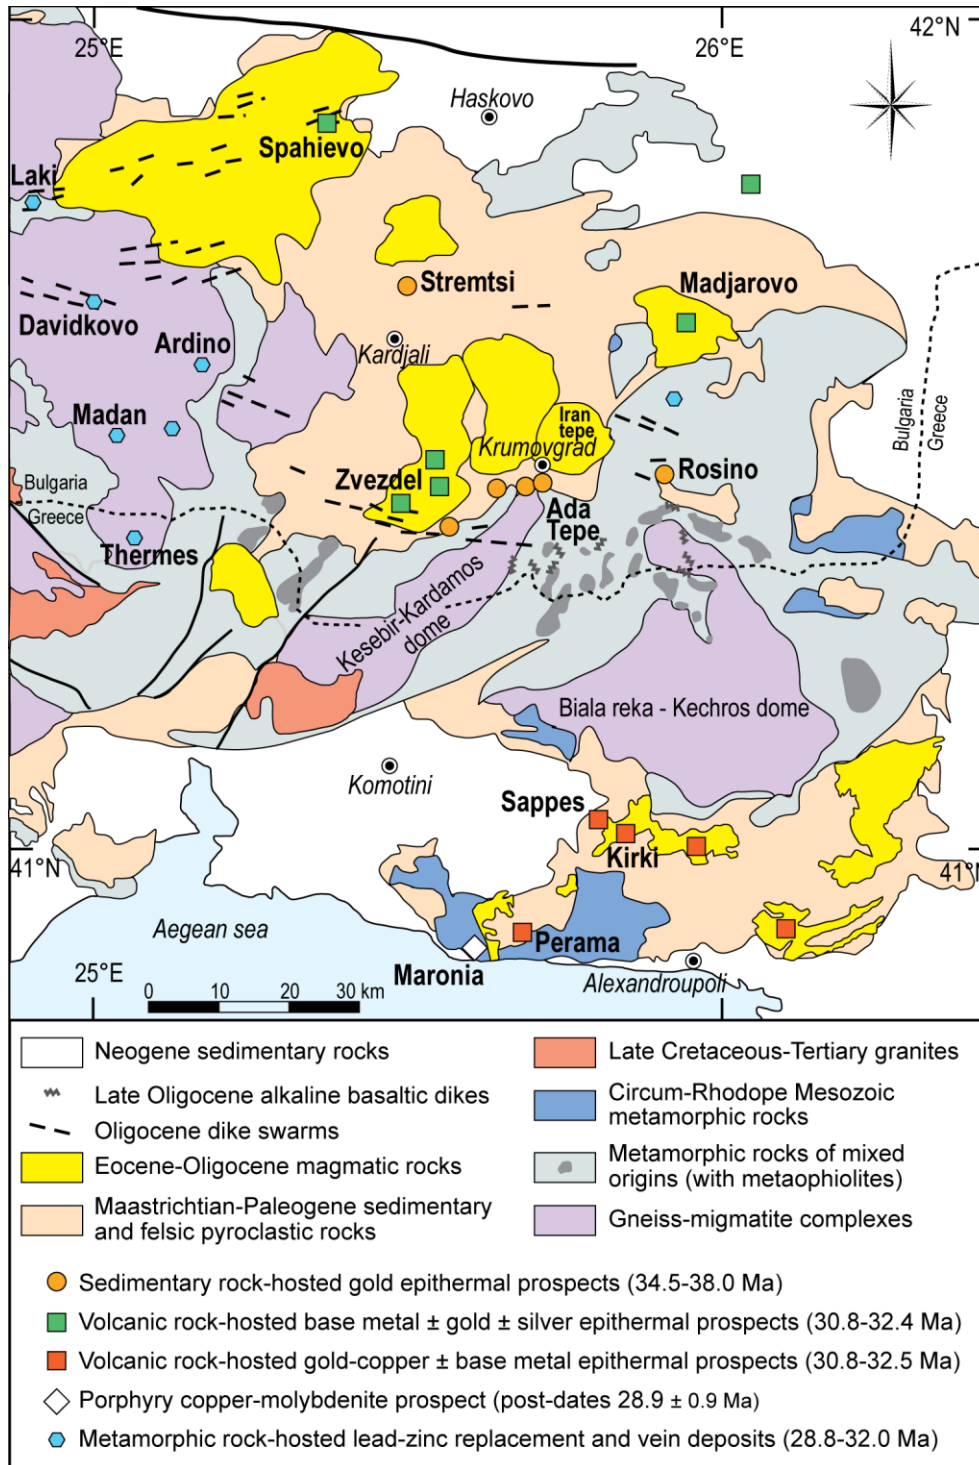 25°E
26°E
42°N
Haskovo
Spahievo
Laki
Stremtsi
Madjarovo
Davidkovo
Ardino
Kardjali
Madan
Iran
tepe
Krumovgrad
Bulgaria
Greece
Zvezdel
Rosino
Bulgaria
Greece
Ada
Tepe
Thermes
Kesebir-Kardamos
dome
Biala reka - Kechros dome
Komotini
Sappes
Kirki
41°N
41°N
Aegean sea
Perama
Maronia
Alexandroupoli
25°E
0 10 20 30 km
Neogene sedimentary rocks
Late Oligocene alkaline basaltic dikes
Oligocene dike swarms
Eocene-Oligocene magmatic rocks
Maastrichtian-Paleogene sedimentary
and felsic pyroclastic rocks
Late Cretaceous-Tertiary granites
Circum-Rhodope Mesozoic
metamorphic rocks
Metamorphic rocks of mixed
origins (with metaophiolites)
Gneiss-migmatite complexes
Sedimentary rock-hosted gold epithermal prospects (34.5-38.0 Ma)
Volcanic rock-hosted base metal ± gold ± silver epithermal prospects (30.8-32.4 Ma)
Volcanic rock-hosted gold-copper ± base metal epithermal prospects (30.8-32.5 Ma)
Porphyry copper-molybdenite prospect (post-dates 28.9 ± 0.9 Ma)
Metamorphic rock-hosted lead-zinc replacement and vein deposits (28.8-32.0 Ma)